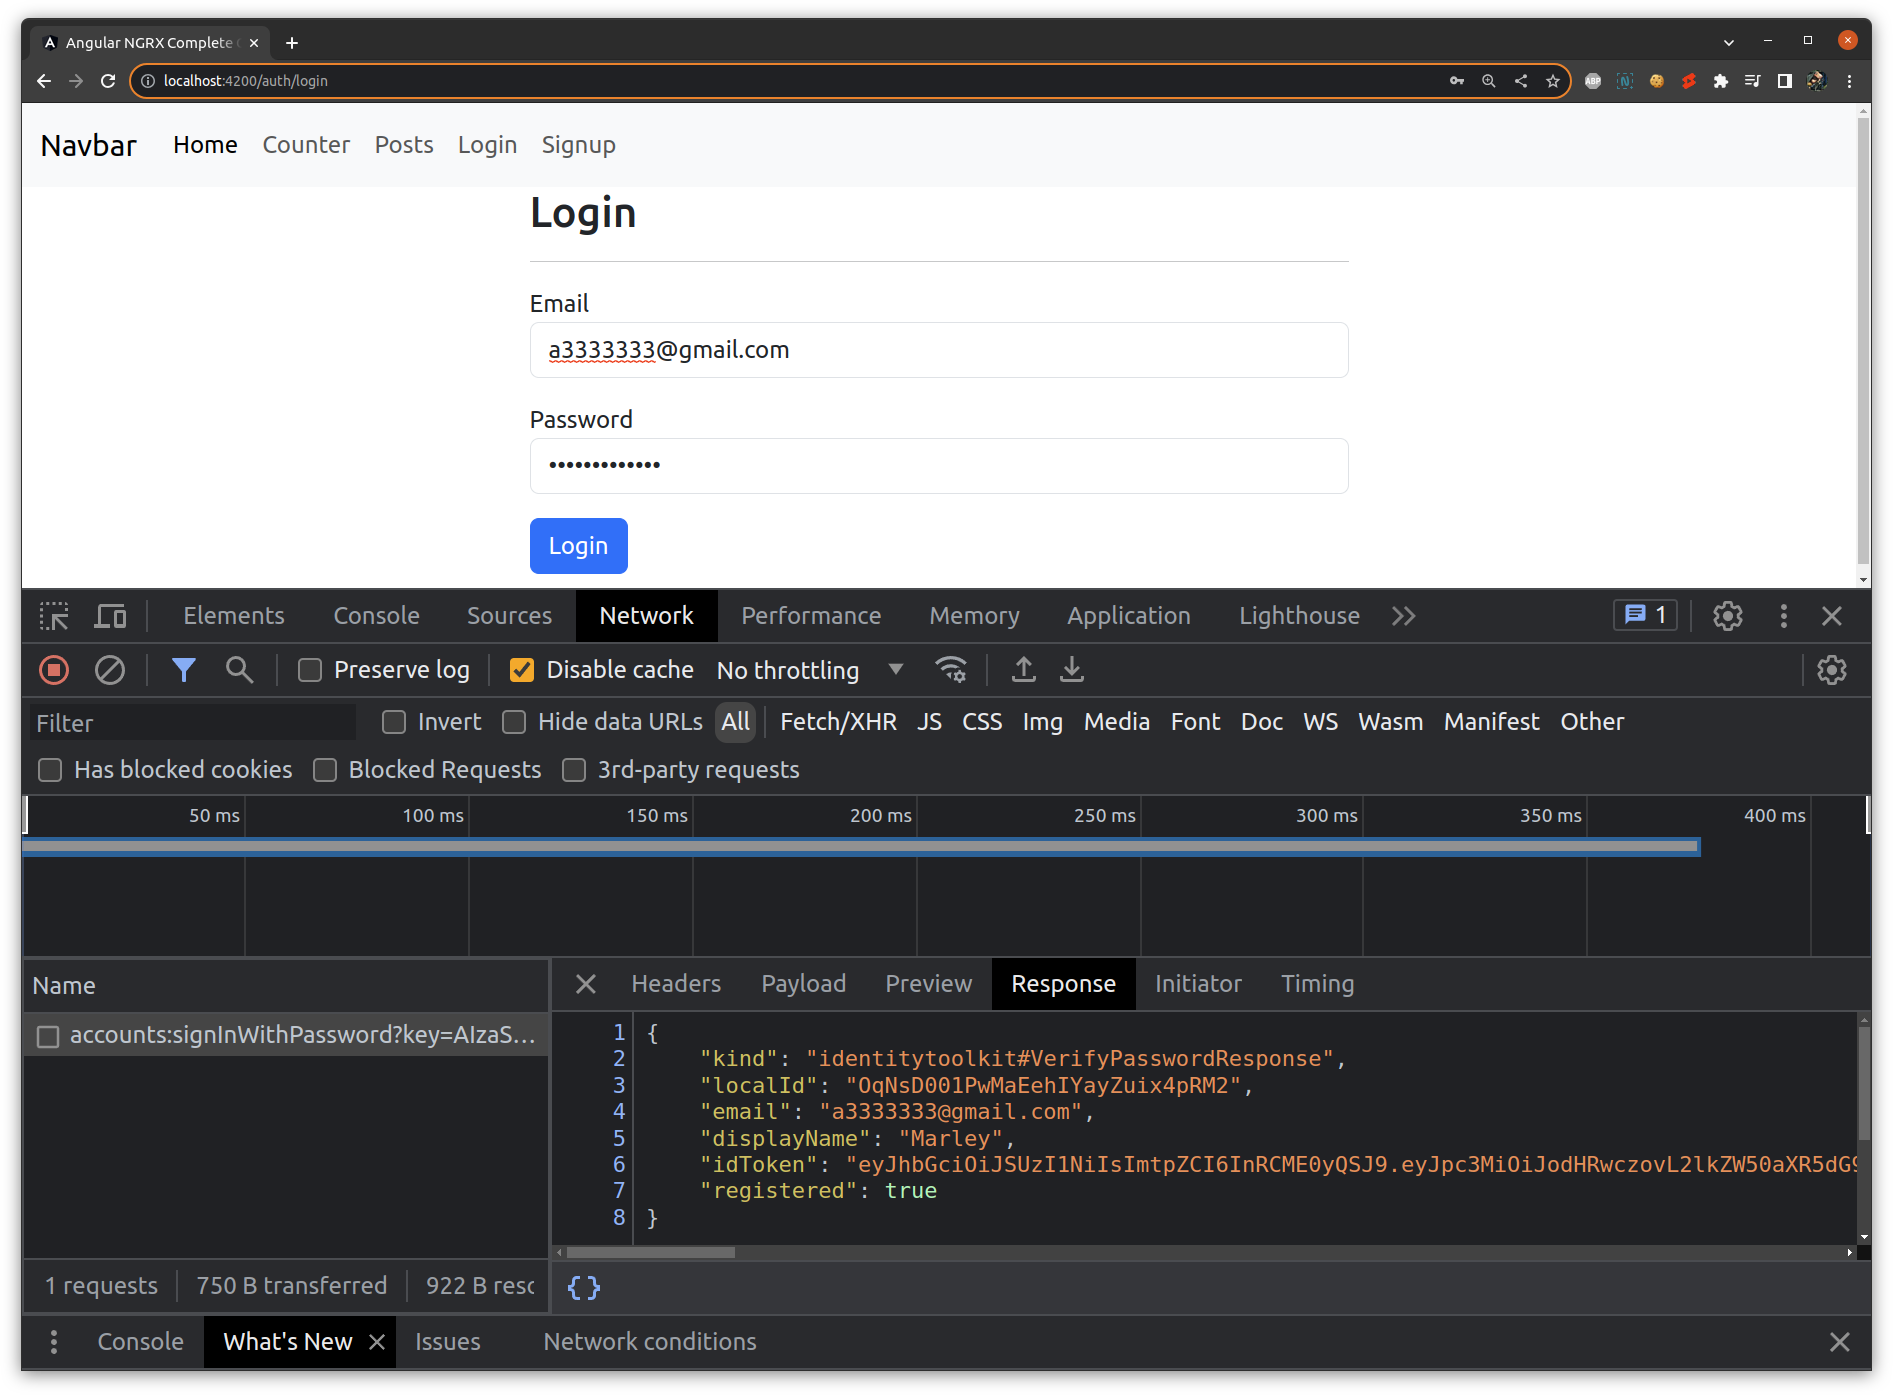 Angular NGRX Complete
localhost:4200/auth/login
ABP
N
Navbar Home Counter Posts Login Signup
Login
Email
a3333333@gmail.com
Password
•••••••••••••
Login
Elements Console Sources Network Performance Memory Application Lighthouse 1
Preserve log Disable cache No throttling
Filter Invert Hide data URLs All Fetch/XHR JS CSS Img Media Font Doc WS Wasm Manifest Other
Has blocked cookies Blocked Requests 3rd-party requests
50 ms 100 ms 150 ms 200 ms 250 ms 300 ms 350 ms 400 ms
Name Headers Payload Preview Response Initiator Timing
accounts:signInWithPassword?key=AIzaS…
1 {
2 "kind": "identitytoolkit#VerifyPasswordResponse",
3 "localId": "OqNsD001PwMaEehIYayZuix4pRM2",
4 "email": "a3333333@gmail.com",
5 "displayName": "Marley",
6 "idToken": "eyJhbGciOiJSUzI1NiIsImtpZCI6InRCME0yQSJ9.eyJpc3MiOiJodHRwczovL2lkZW50aXR5dG9
7 "registered": true
8 }
1 requests 750 B transferred 922 B resc
{}
Console What's New Issues Network conditions